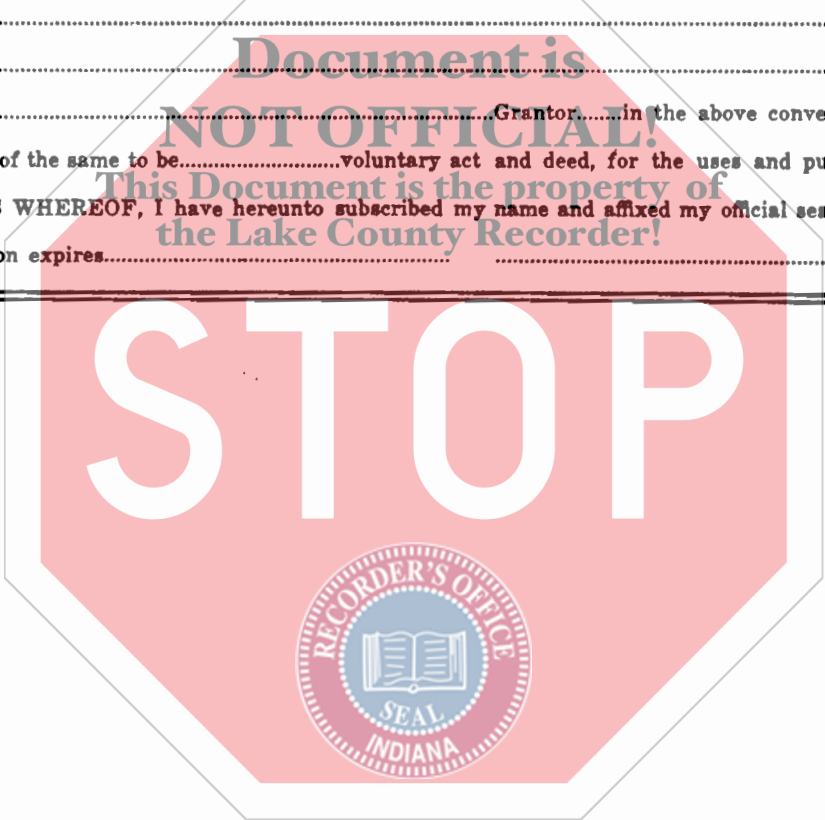 Document is
NOT OFFICIAL!
Grantor........in the above conve
of the same to be............................voluntary act and deed, for the uses and pu
This Document is the property of
WHEREOF, I have hereunto subscribed my name and affixed my official sea
the Lake County Recorder!
n expires
STOP
RECORDER'S OFFICE
SEAL
INDIANA